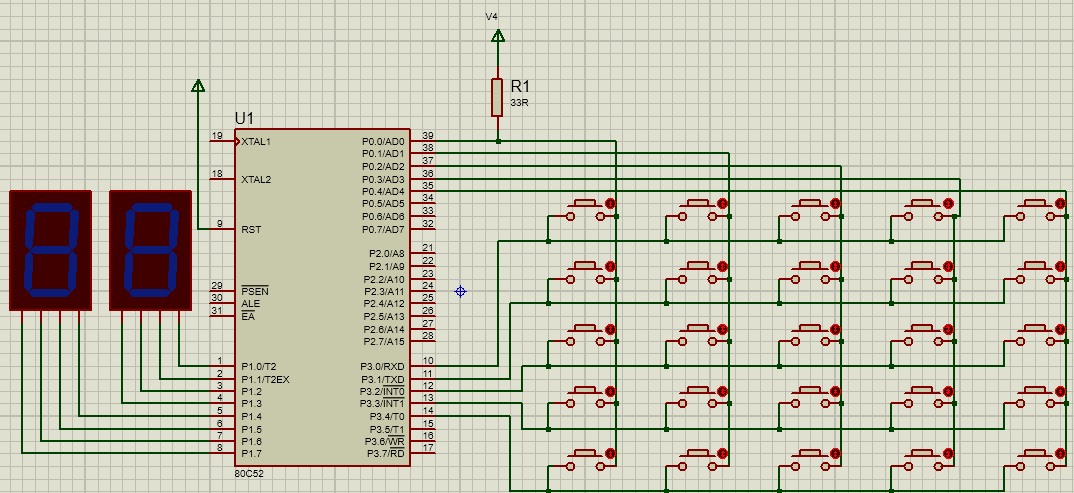 V4
R1
33R
U1
19 XTAL1 P0.0/AD0 39
P0.1/AD1 38
P0.2/AD2 37
18 XTAL2 P0.3/AD3 36
P0.4/AD4 35
P0.5/AD5 34
P0.6/AD6 33
9 RST P0.7/AD7 32
P2.0/A8 21
P2.1/A9 22
P2.2/A10 23
29 PSEN P2.3/A11 24
30 ALE P2.4/A12 25
31 EA P2.5/A13 26
P2.6/A14 27
P2.7/A15 28
1 P1.0/T2 P3.0/RXD 10
2 P1.1/T2EX P3.1/TXD 11
3 P1.2 P3.2/INT0 12
4 P1.3 P3.3/INT1 13
5 P1.4 P3.4/T0 14
6 P1.5 P3.5/T1 15
7 P1.6 P3.6/WR 16
8 P1.7 P3.7/RD 17
80C52